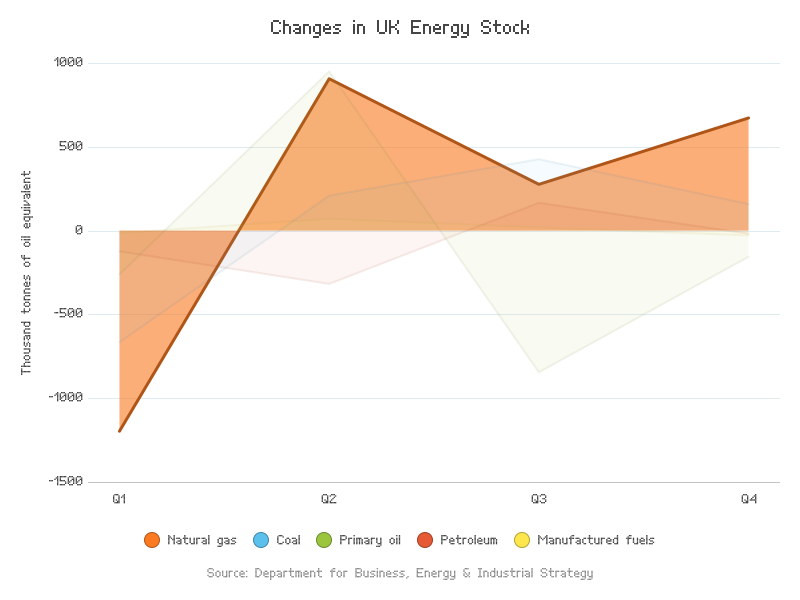 Changes in UK Energy Stock
Thousand tonnes of oil equivalent
1000
500
0
-500
-1000
-1500
Q1 Q2 Q3 Q4
Natural gas Coal Primary oil Petroleum Manufactured fuels
Source: Department for Business, Energy & Industrial Strategy